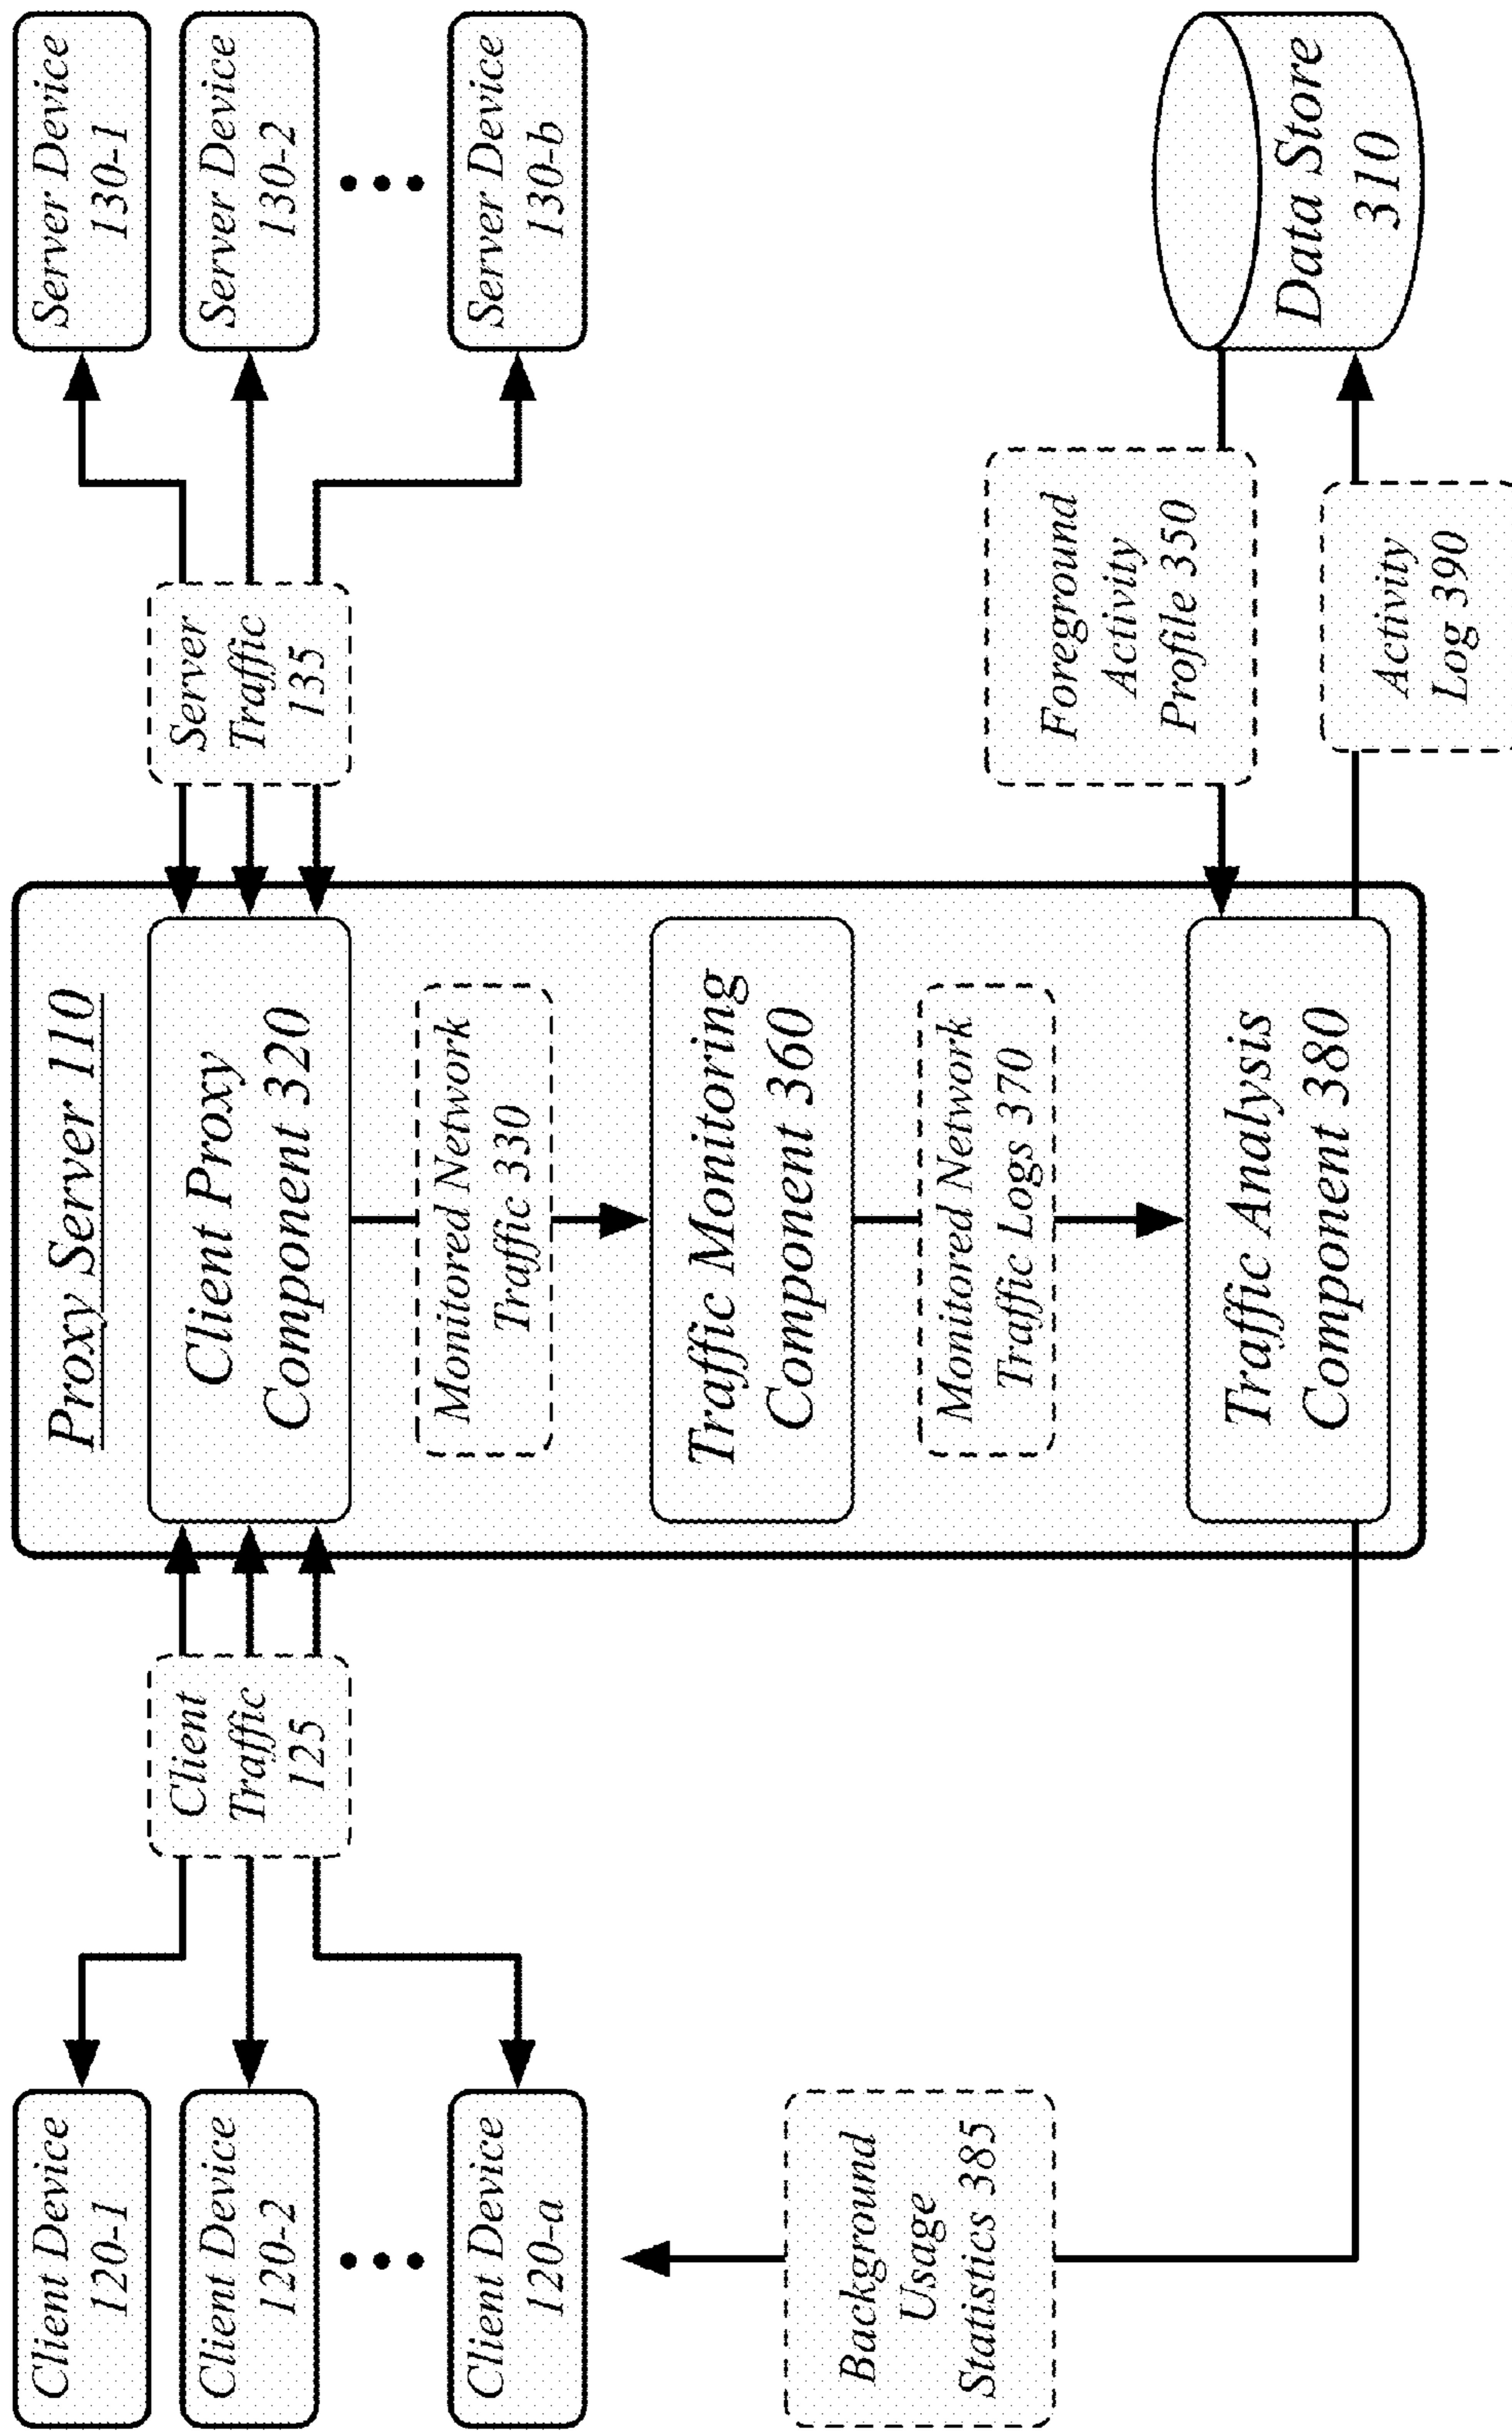 Client Device
120-1
Client Device
120-2
Client Device
120-a
Background
Usage
Statistics 385
Client
Traffic
125
Proxy Server 110
Client Proxy
Component 320
Monitored Network
Traffic 330
Traffic Monitoring
Component 360
Monitored Network
Traffic Logs 370
Traffic Analysis
Component 380
Server
Traffic
135
Foreground
Activity
Profile 350
Activity
Log 390
Server Device
130-1
Server Device
130-2
Server Device
130-b
Data Store
310